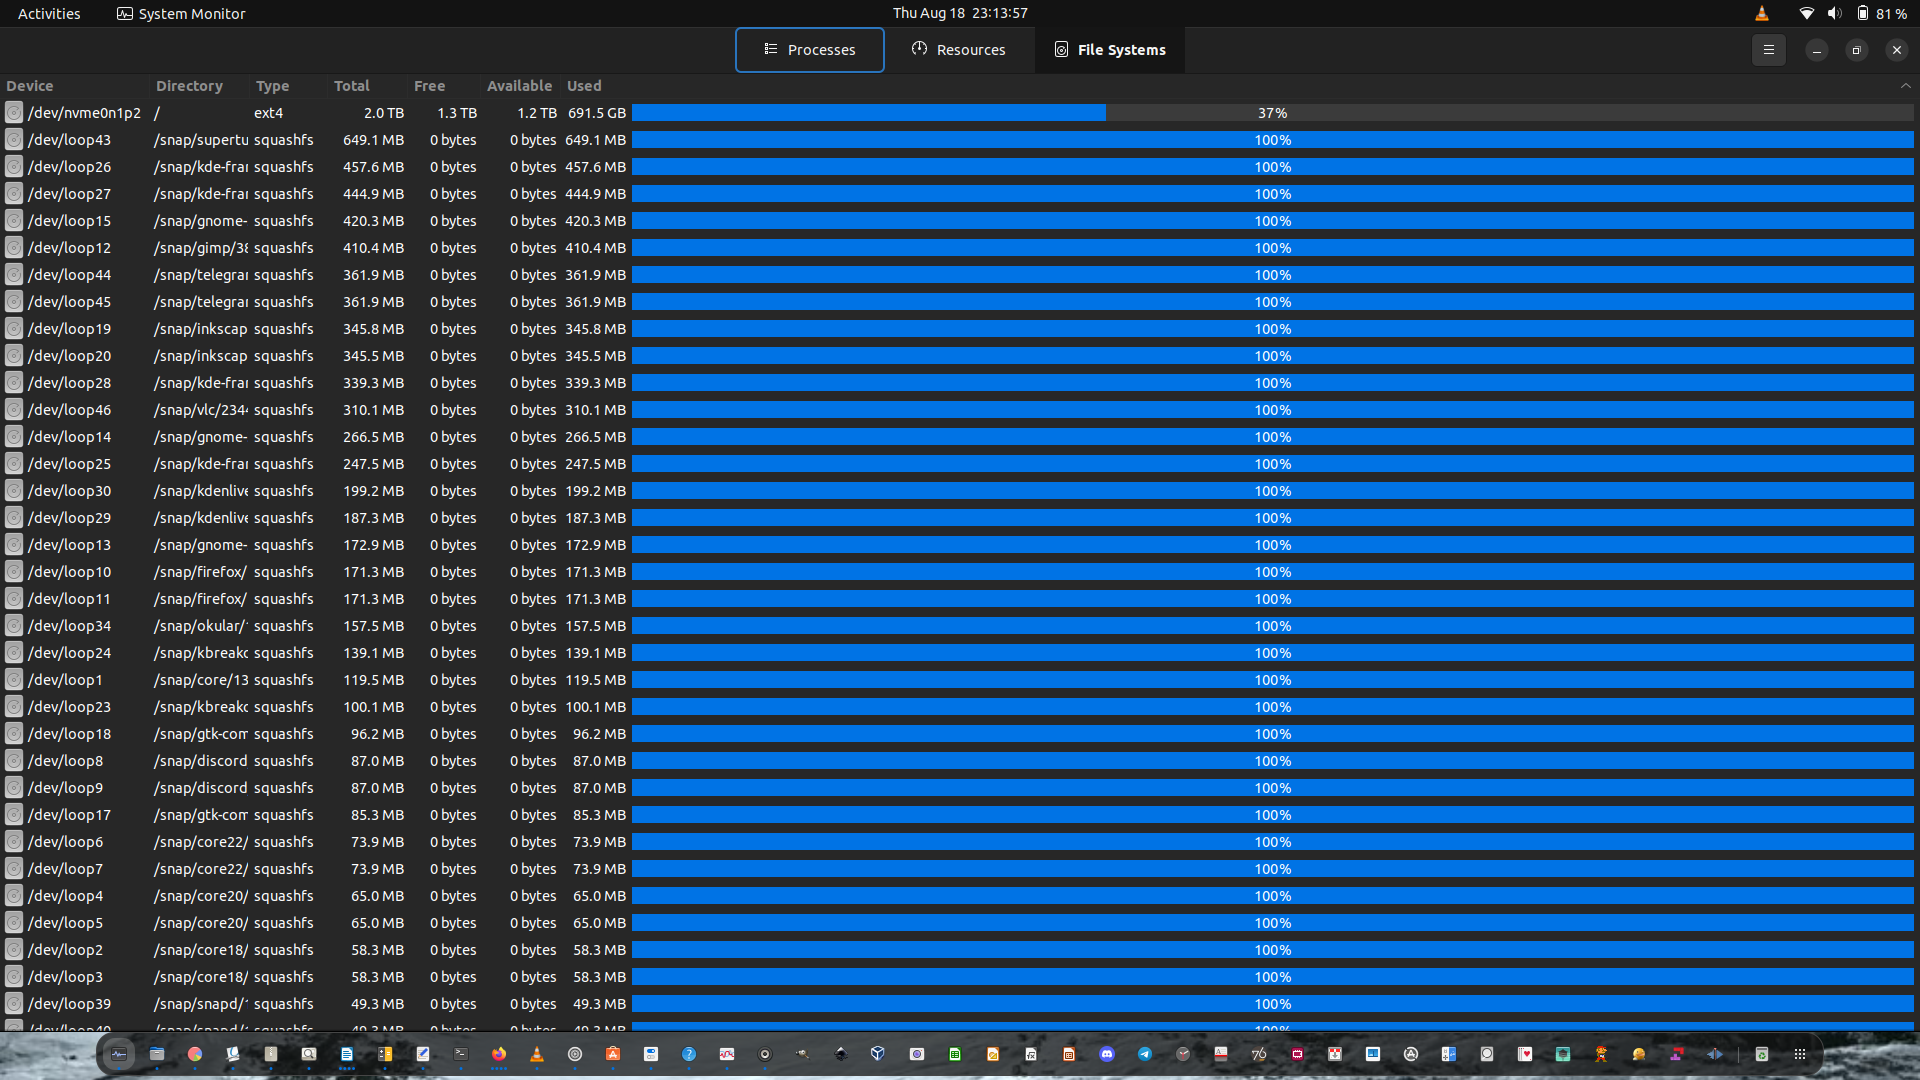 Activities System Monitor Thu Aug 18 23:13:57 81 %
Processes Resources File Systems
Device Directory Type Total Free Available Used
/dev/nvme0n1p2 / ext4 2.0 TB 1.3 TB 1.2 TB 691.5 GB 37%
/dev/loop43 /snap/supertu squashfs 649.1 MB 0 bytes 0 bytes 649.1 MB 100%
/dev/loop26 /snap/kde-frai squashfs 457.6 MB 0 bytes 0 bytes 457.6 MB 100%
/dev/loop27 /snap/kde-frai squashfs 444.9 MB 0 bytes 0 bytes 444.9 MB 100%
/dev/loop15 /snap/gnome- squashfs 420.3 MB 0 bytes 0 bytes 420.3 MB 100%
/dev/loop12 /snap/gimp/38 squashfs 410.4 MB 0 bytes 0 bytes 410.4 MB 100%
/dev/loop44 /snap/telegrai squashfs 361.9 MB 0 bytes 0 bytes 361.9 MB 100%
/dev/loop45 /snap/telegrai squashfs 361.9 MB 0 bytes 0 bytes 361.9 MB 100%
/dev/loop19 /snap/inkscap squashfs 345.8 MB 0 bytes 0 bytes 345.8 MB 100%
/dev/loop20 /snap/inkscap squashfs 345.5 MB 0 bytes 0 bytes 345.5 MB 100%
/dev/loop28 /snap/kde-frai squashfs 339.3 MB 0 bytes 0 bytes 339.3 MB 100%
/dev/loop46 /snap/vlc/2344 squashfs 310.1 MB 0 bytes 0 bytes 310.1 MB 100%
/dev/loop14 /snap/gnome- squashfs 266.5 MB 0 bytes 0 bytes 266.5 MB 100%
/dev/loop25 /snap/kde-frai squashfs 247.5 MB 0 bytes 0 bytes 247.5 MB 100%
/dev/loop30 /snap/kdenlive squashfs 199.2 MB 0 bytes 0 bytes 199.2 MB 100%
/dev/loop29 /snap/kdenlive squashfs 187.3 MB 0 bytes 0 bytes 187.3 MB 100%
/dev/loop13 /snap/gnome- squashfs 172.9 MB 0 bytes 0 bytes 172.9 MB 100%
/dev/loop10 /snap/firefox/ squashfs 171.3 MB 0 bytes 0 bytes 171.3 MB 100%
/dev/loop11 /snap/firefox/ squashfs 171.3 MB 0 bytes 0 bytes 171.3 MB 100%
/dev/loop34 /snap/okular/ squashfs 157.5 MB 0 bytes 0 bytes 157.5 MB 100%
/dev/loop24 /snap/kbreako squashfs 139.1 MB 0 bytes 0 bytes 139.1 MB 100%
/dev/loop1 /snap/core/13 squashfs 119.5 MB 0 bytes 0 bytes 119.5 MB 100%
/dev/loop23 /snap/kbreako squashfs 100.1 MB 0 bytes 0 bytes 100.1 MB 100%
/dev/loop18 /snap/gtk-com squashfs 96.2 MB 0 bytes 0 bytes 96.2 MB 100%
/dev/loop8 /snap/discord squashfs 87.0 MB 0 bytes 0 bytes 87.0 MB 100%
/dev/loop9 /snap/discord squashfs 87.0 MB 0 bytes 0 bytes 87.0 MB 100%
/dev/loop17 /snap/gtk-com squashfs 85.3 MB 0 bytes 0 bytes 85.3 MB 100%
/dev/loop6 /snap/core22/ squashfs 73.9 MB 0 bytes 0 bytes 73.9 MB 100%
/dev/loop7 /snap/core22/ squashfs 73.9 MB 0 bytes 0 bytes 73.9 MB 100%
/dev/loop4 /snap/core20/ squashfs 65.0 MB 0 bytes 0 bytes 65.0 MB 100%
/dev/loop5 /snap/core20/ squashfs 65.0 MB 0 bytes 0 bytes 65.0 MB 100%
/dev/loop2 /snap/core18/ squashfs 58.3 MB 0 bytes 0 bytes 58.3 MB 100%
/dev/loop3 /snap/core18/ squashfs 58.3 MB 0 bytes 0 bytes 58.3 MB 100%
/dev/loop39 /snap/snapd/ squashfs 49.3 MB 0 bytes 0 bytes 49.3 MB 100%
/dev/loop40 /snap/snapd/ squashfs 49.3 MB 0 bytes 0 bytes 49.3 MB 100%